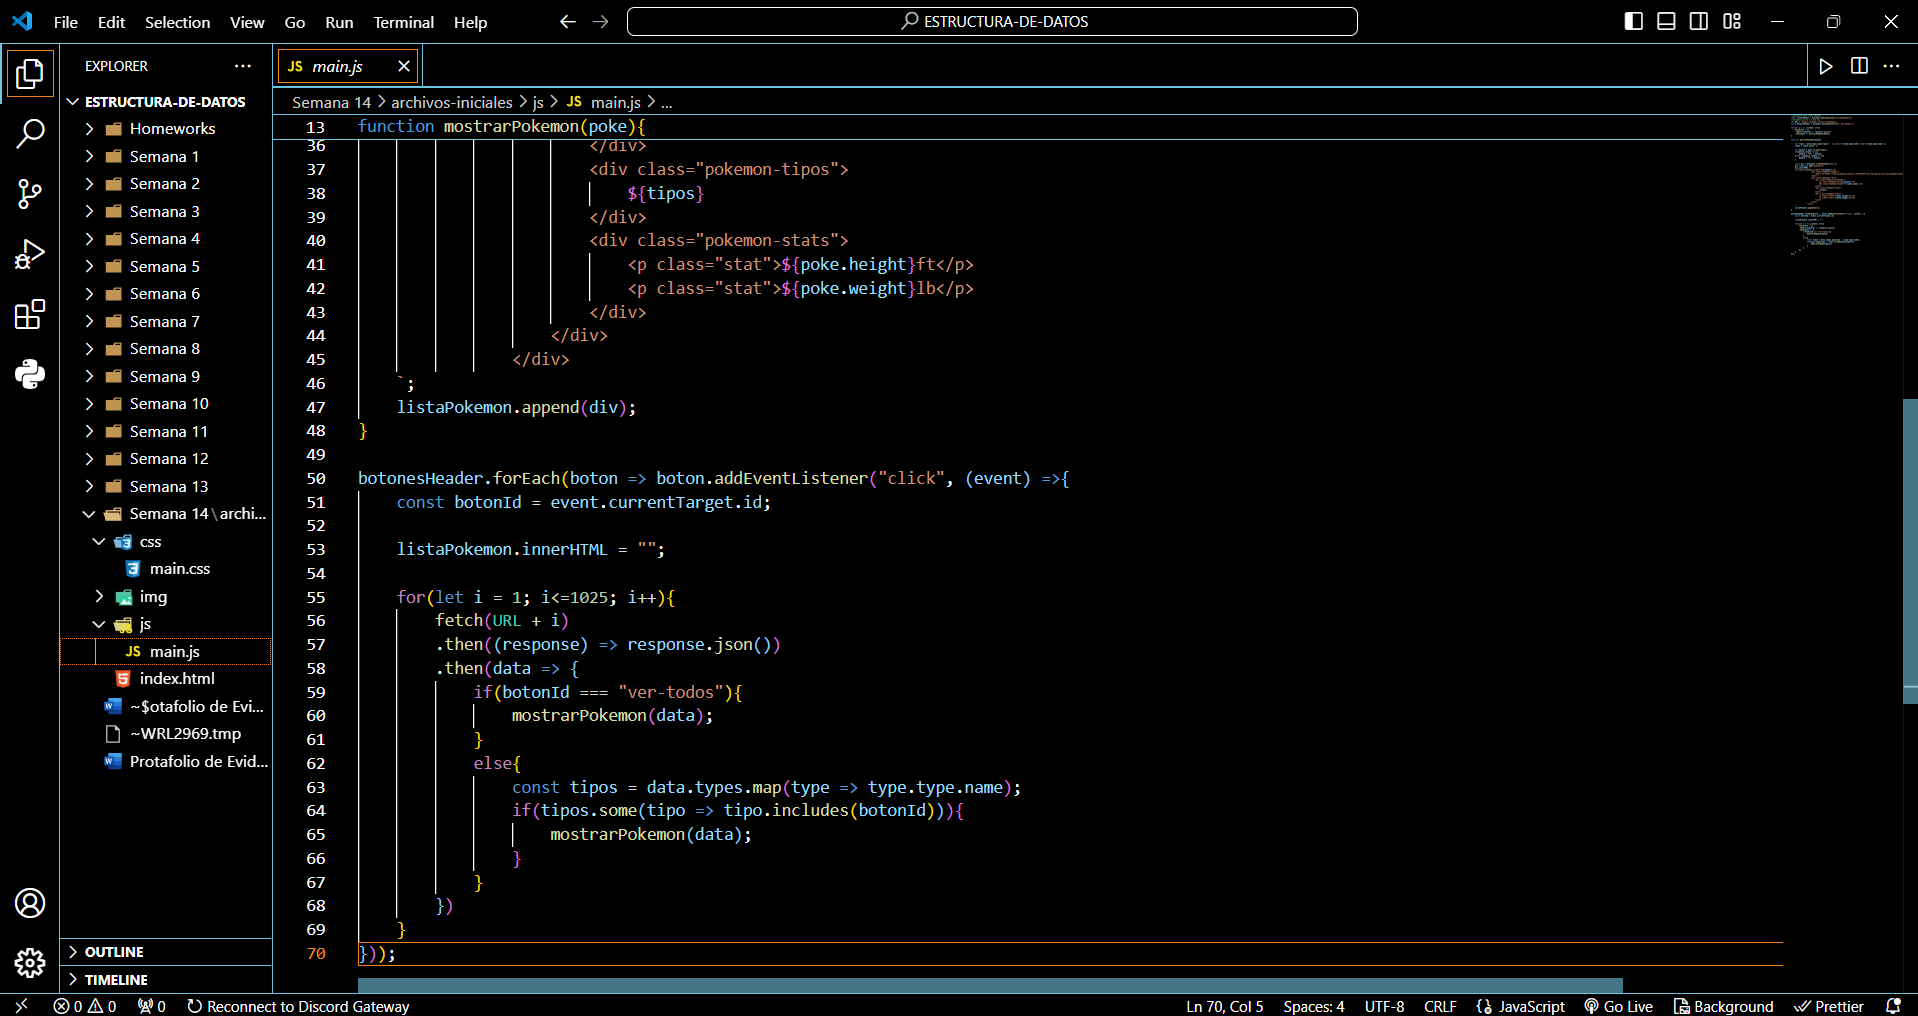 File Edit Selection View Go Run Terminal Help
ESTRUCTURA-DE-DATOS
EXPLORER
ESTRUCTURA-DE-DATOS
Homeworks
Semana 1
Semana 2
Semana 3
Semana 4
Semana 5
Semana 6
Semana 7
Semana 8
Semana 9
Semana 10
Semana 11
Semana 12
Semana 13
Semana 14\archi...
css
main.css
img
js
JS main.js
index.html
~$otafolio de Evi...
~WRL2969.tmp
Protafolio de Evid...
OUTLINE
TIMELINE
JS main.js
Semana 14 > archivos-iniciales > js > JS main.js > ...
13 function mostrarPokemon(poke){
36 </div>
37 <div class="pokemon-tipos">
38 ${tipos}
39 </div>
40 <div class="pokemon-stats">
41 <p class="stat">${poke.height}ft</p>
42 <p class="stat">${poke.weight}lb</p>
43 </div>
44 </div>
45 </div>
46 `;
47 listaPokemon.append(div);
48 }
49
50 botonesHeader.forEach(boton => boton.addEventListener("click", (event) =>{
51 const botonId = event.currentTarget.id;
52
53 listaPokemon.innerHTML = "";
54
55 for(let i = 1; i<=1025; i++){
56 fetch(URL + i)
57 .then((response) => response.json())
58 .then(data => {
59 if(botonId === "ver-todos"){
60 mostrarPokemon(data);
61 }
62 else{
63 const tipos = data.types.map(type => type.type.name);
64 if(tipos.some(tipo => tipo.includes(botonId))){
65 mostrarPokemon(data);
66 }
67 }
68 })
69 }
70 }));
0 0 0 Reconnect to Discord Gateway Ln 70, Col 5 Spaces: 4 UTF-8 CRLF {} JavaScript Go Live Background Prettier